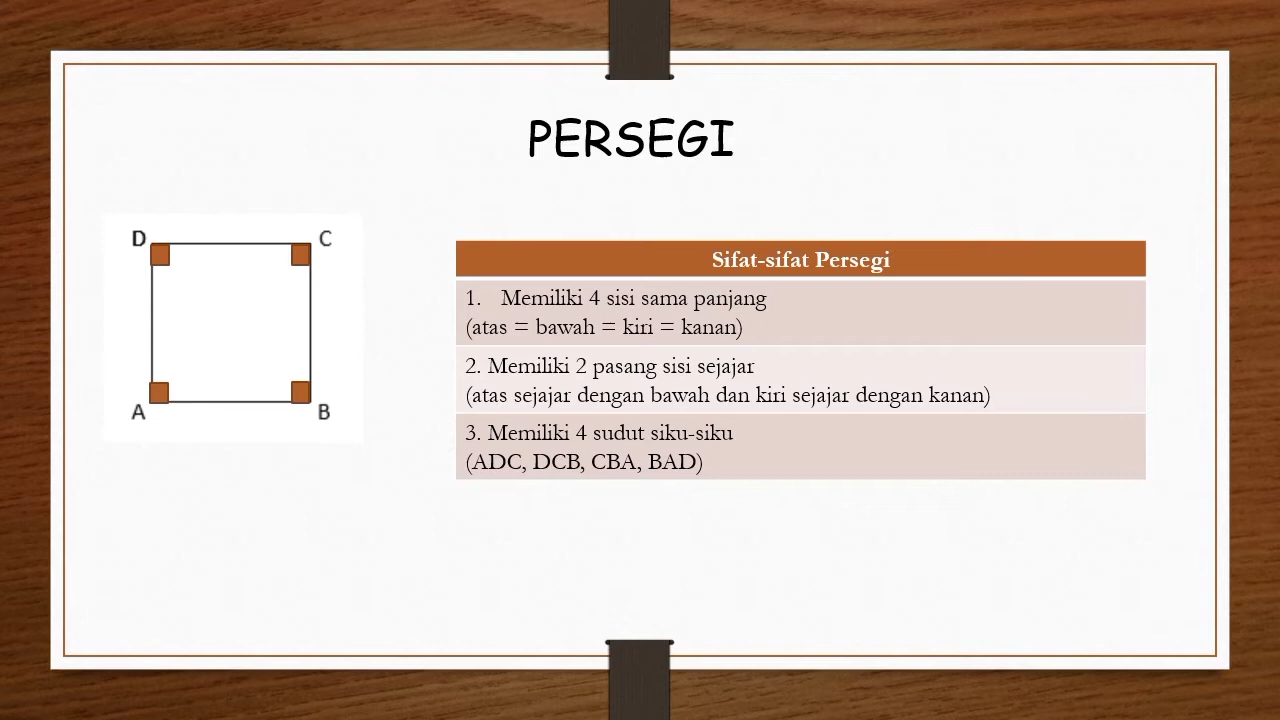 PERSEGI
D
C
A
B
Sifat-sifat Persegi
1. Memiliki 4 sisi sama panjang
(atas = bawah = kiri = kanan)
2. Memiliki 2 pasang sisi sejajar
(atas sejajar dengan bawah dan kiri sejajar dengan kanan)
3. Memiliki 4 sudut siku-siku
(ADC, DCB, CBA, BAD)